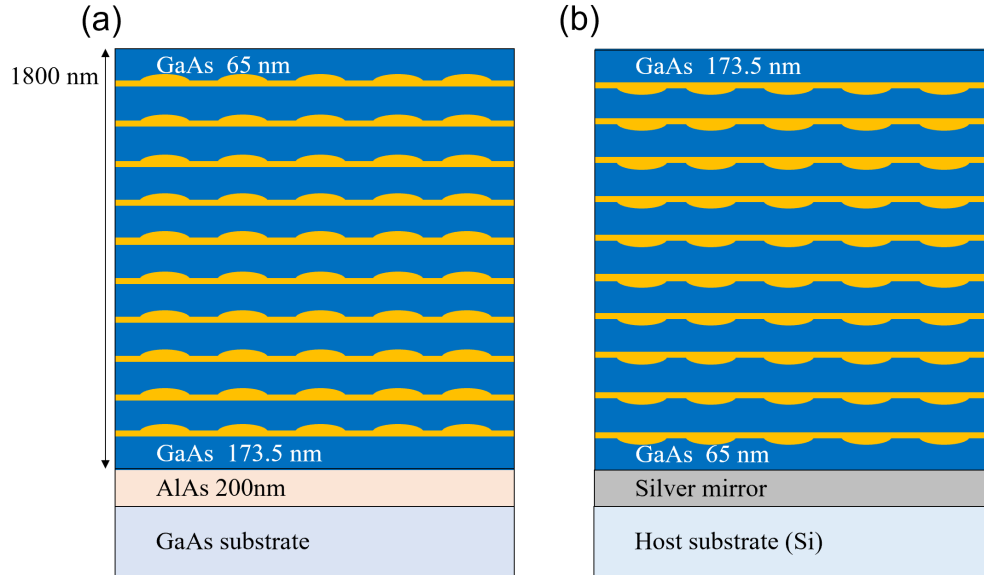 (a)
1800 nm
GaAs 65 nm
GaAs 173.5 nm
AlAs 200nm
GaAs substrate
(b)
GaAs 173.5 nm
GaAs 65 nm
Silver mirror
Host substrate (Si)